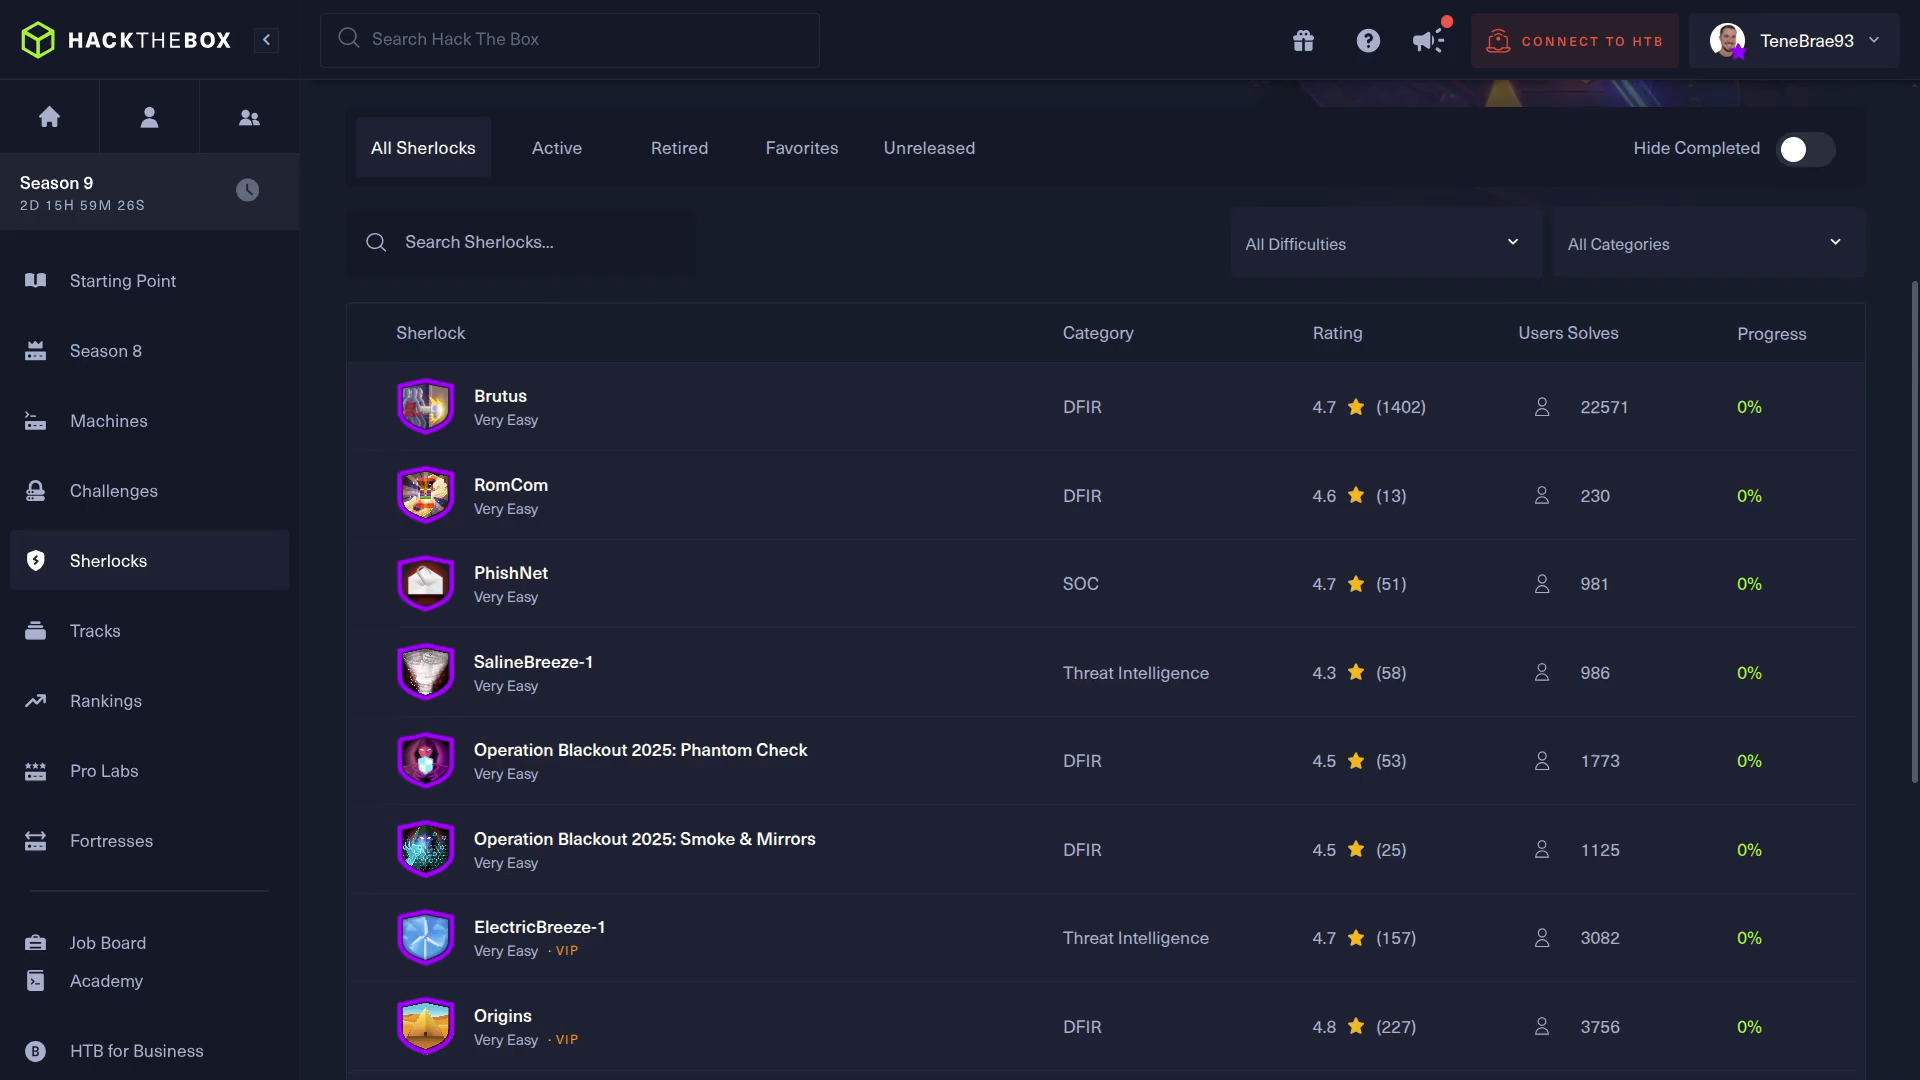 HACKTHEBOX
Search Hack The Box
CONNECT TO HTB
TeneBrae93
Season 9
2D 15H 59M 26S
Starting Point
Season 8
Machines
Challenges
Sherlocks
Tracks
Rankings
Pro Labs
Fortresses
Job Board
Academy
B HTB for Business
All Sherlocks Active Retired Favorites Unreleased Hide Completed
Search Sherlocks... All Difficulties All Categories
Sherlock Category Rating Users Solves Progress
Brutus
Very Easy
DFIR 4.7 (1402) 22571 0%
RomCom
Very Easy
DFIR 4.6 (13) 230 0%
PhishNet
Very Easy
SOC 4.7 (51) 981 0%
SalineBreeze-1
Very Easy
Threat Intelligence 4.3 (58) 986 0%
Operation Blackout 2025: Phantom Check
Very Easy
DFIR 4.5 (53) 1773 0%
Operation Blackout 2025: Smoke & Mirrors
Very Easy
DFIR 4.5 (25) 1125 0%
ElectricBreeze-1
Very Easy · VIP
Threat Intelligence 4.7 (157) 3082 0%
Origins
Very Easy · VIP
DFIR 4.8 (227) 3756 0%